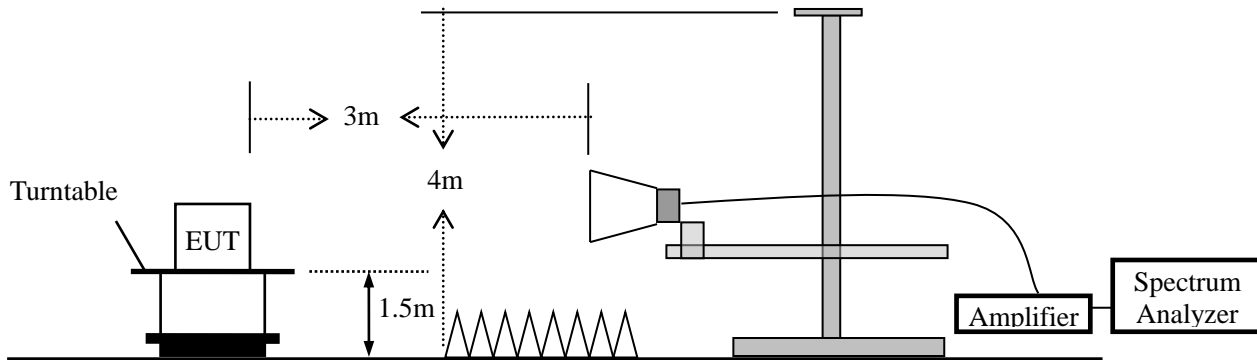 3m
4m
Turntable
EUT
1.5m
Amplifier
Spectrum
Analyzer